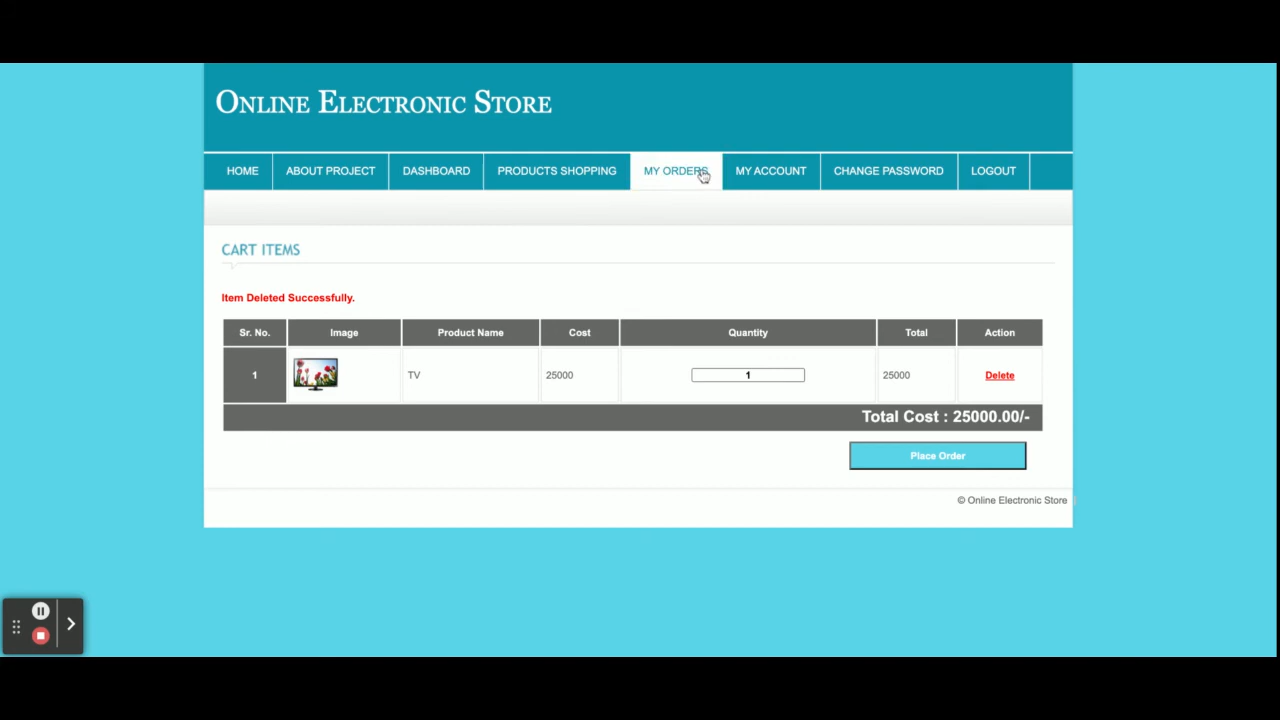 Online Electronic Store
HOME ABOUT PROJECT DASHBOARD PRODUCTS SHOPPING MY ORDERS MY ACCOUNT CHANGE PASSWORD LOGOUT
CART ITEMS
Item Deleted Successfully.
Sr. No. Image Product Name Cost Quantity Total Action
1 TV 25000 1 25000 Delete
Total Cost : 25000.00/-
Place Order
© Online Electronic Store